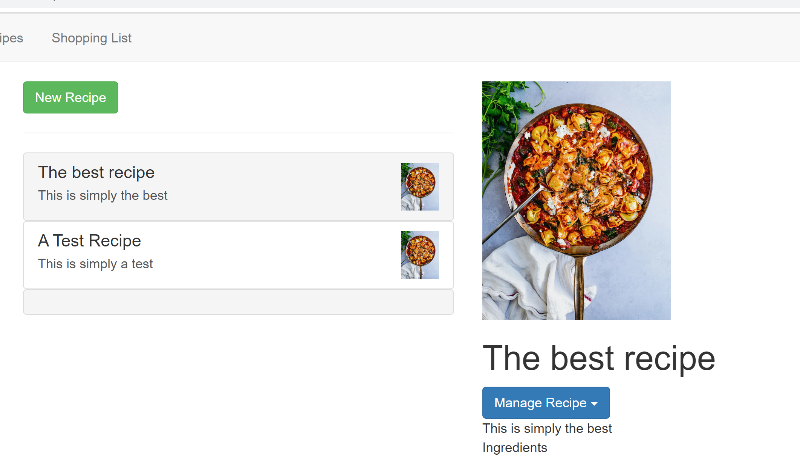 ipes
Shopping List
New Recipe
The best recipe
This is simply the best
A Test Recipe
This is simply a test
The best recipe
Manage Recipe
This is simply the best
Ingredients